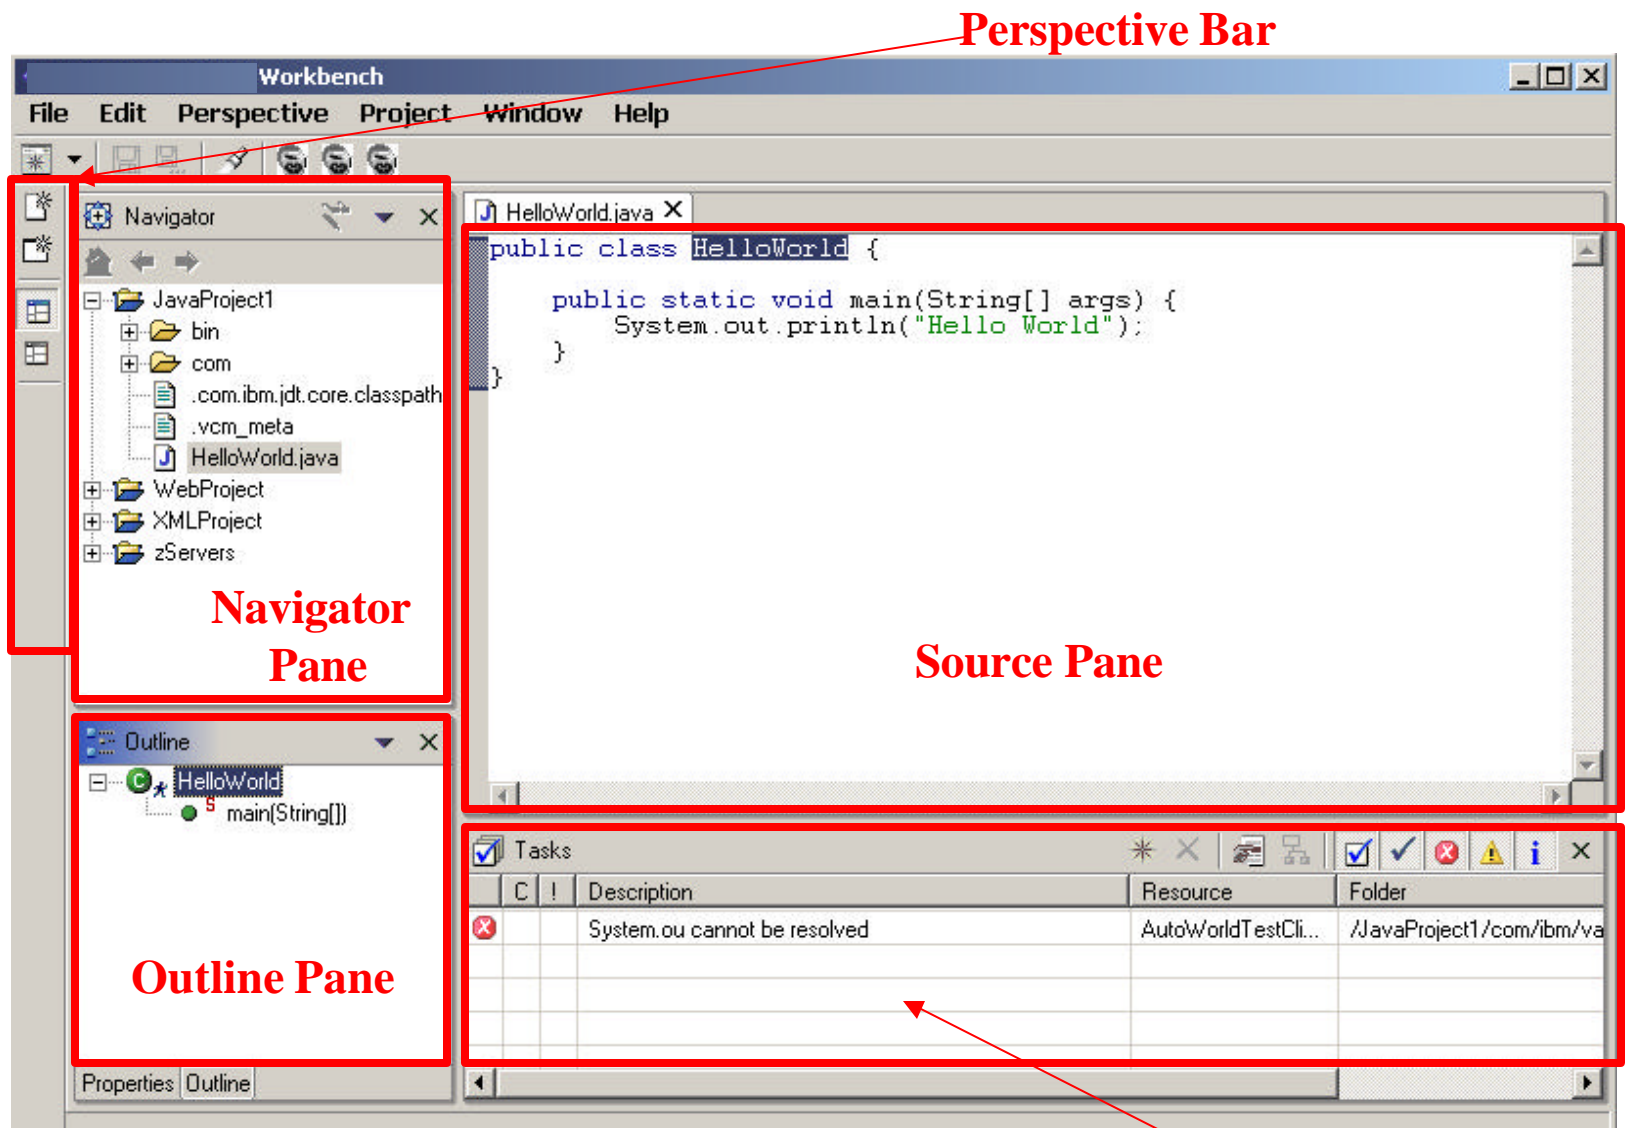 Perspective Bar
Workbench
File Edit Perspective Project Window Help
Navigator
JavaProject1
bin
com
.com.ibm.jdt.core.classpath
.vcm_meta
HelloWorld.java
WebProject
XMLProject
zServers
Navigator
Pane
HelloWorld.java
public class HelloWorld {
public static void main(String[] args) {
System.out.println("Hello World");
}
}
Source Pane
Outline
HelloWorld
main(String[])
Outline Pane
Properties Outline
Tasks
C ! Description Resource Folder
System.ou cannot be resolved AutoWorldTestCli... /JavaProject1/com/ibm/va